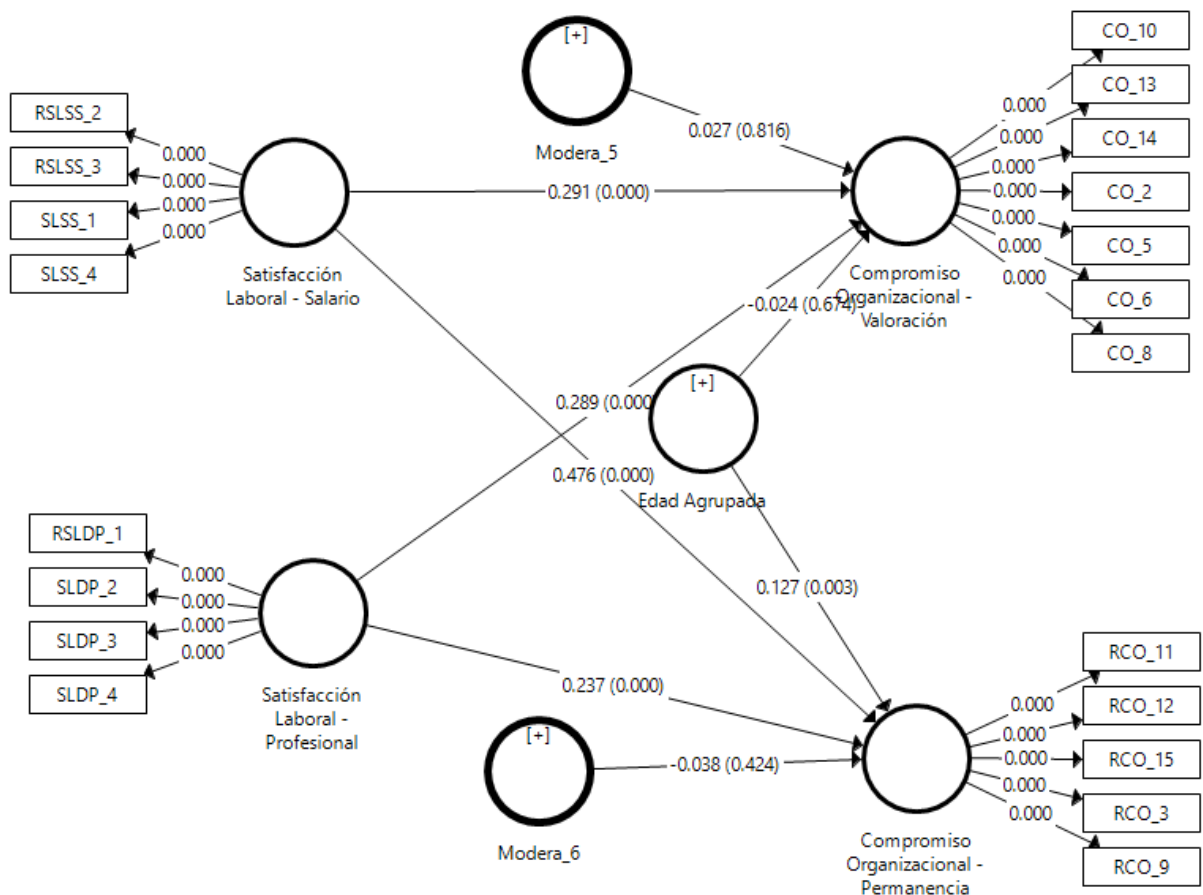 CO_10
[+]
CO_13
RSLSS_2
0.000
0.027 (0.816)
0.000
CO_14
0.000
Modera_5
0.000
RSLSS_3
0.000
0.000
0.291 (0.000)
0.000
CO_2
SLSS_1
0.000
0.000
CO_5
0.000
SLSS_4
Satisfacción
Laboral - Salario
Compromiso
Organizacional -
Valoración
0.000
CO_6
-0.024 (0.674)
CO_8
[+]
0.289 (0.000
0.476 (0.000)
Edad Agrupada
RSLDP_1
0.000
SLDP_2
0.000
0.127 (0.003)
SLDP_3
0.000
0.000
SLDP_4
RCO_11
0.237 (0.000)
Satisfacción
Laboral -
Profesional
0.000
RCO_12
[+]
0.000
0.000
RCO_15
-0.038 (0.424)
0.000
RCO_3
0.000
Modera_6
Compromiso
Organizacional -
Permanencia
RCO_9